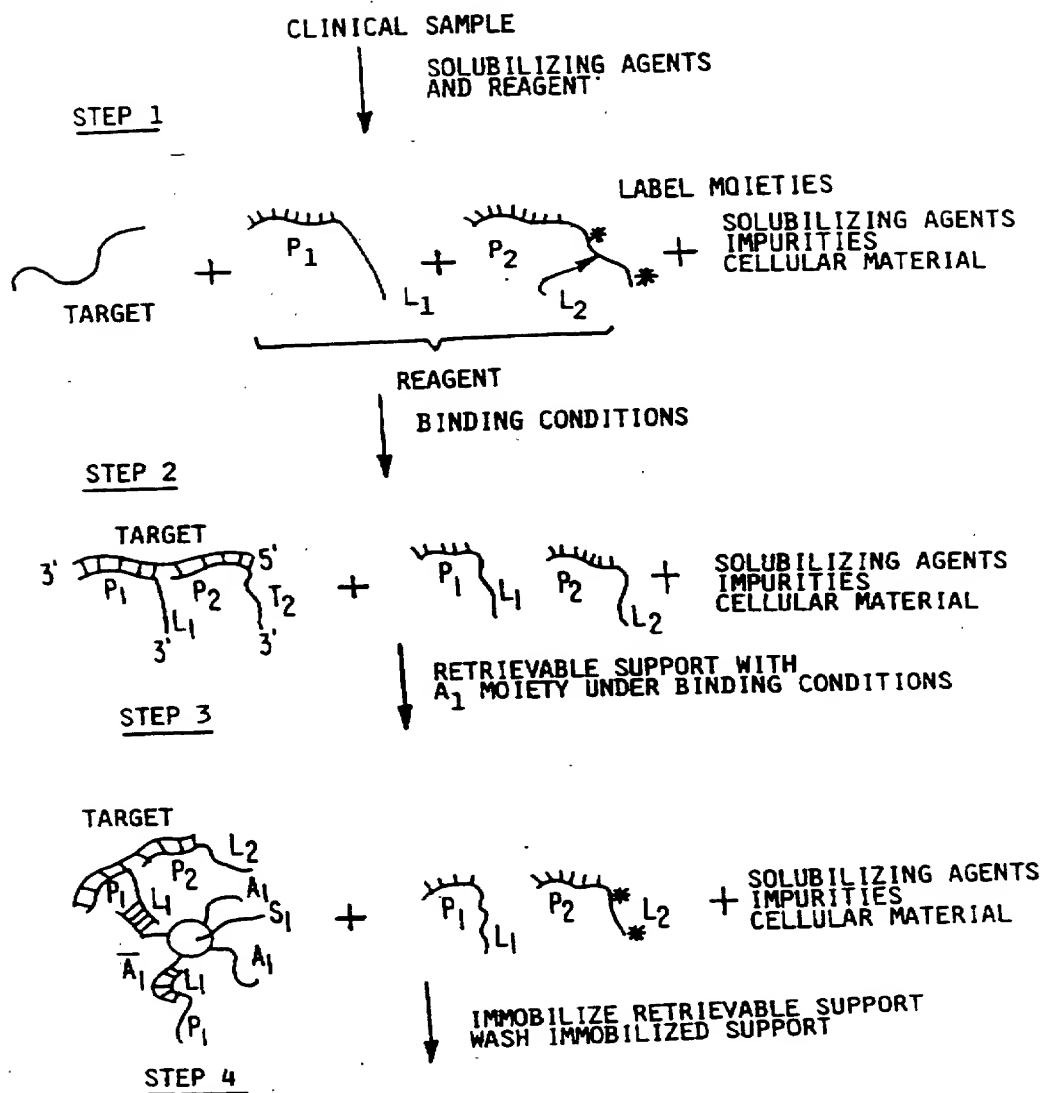 CLINICAL SAMPLE
SOLUBILIZING AGENTS
AND REAGENT
STEP 1
LABEL MOIETIES
TARGET
+
P1
L1
+
P2
*
*
L2
+
SOLUBILIZING AGENTS
IMPURITIES
CELLULAR MATERIAL
REAGENT
BINDING CONDITIONS
STEP 2
TARGET
3' 5'
P1 P2 T2
L1
3' 3'
+
P1 L1
P2 L2
+
SOLUBILIZING AGENTS
IMPURITIES
CELLULAR MATERIAL
RETRIEVABLE SUPPORT WITH
A1 MOIETY UNDER BINDING CONDITIONS
STEP 3
TARGET
L2
P2
P1 L1
A1
S1
A1
A̅1 L1
P1
+
P1 L1
P2 * L2
*
+
SOLUBILIZING AGENTS
IMPURITIES
CELLULAR MATERIAL
IMMOBILIZE RETRIEVABLE SUPPORT
WASH IMMOBILIZED SUPPORT
STEP 4